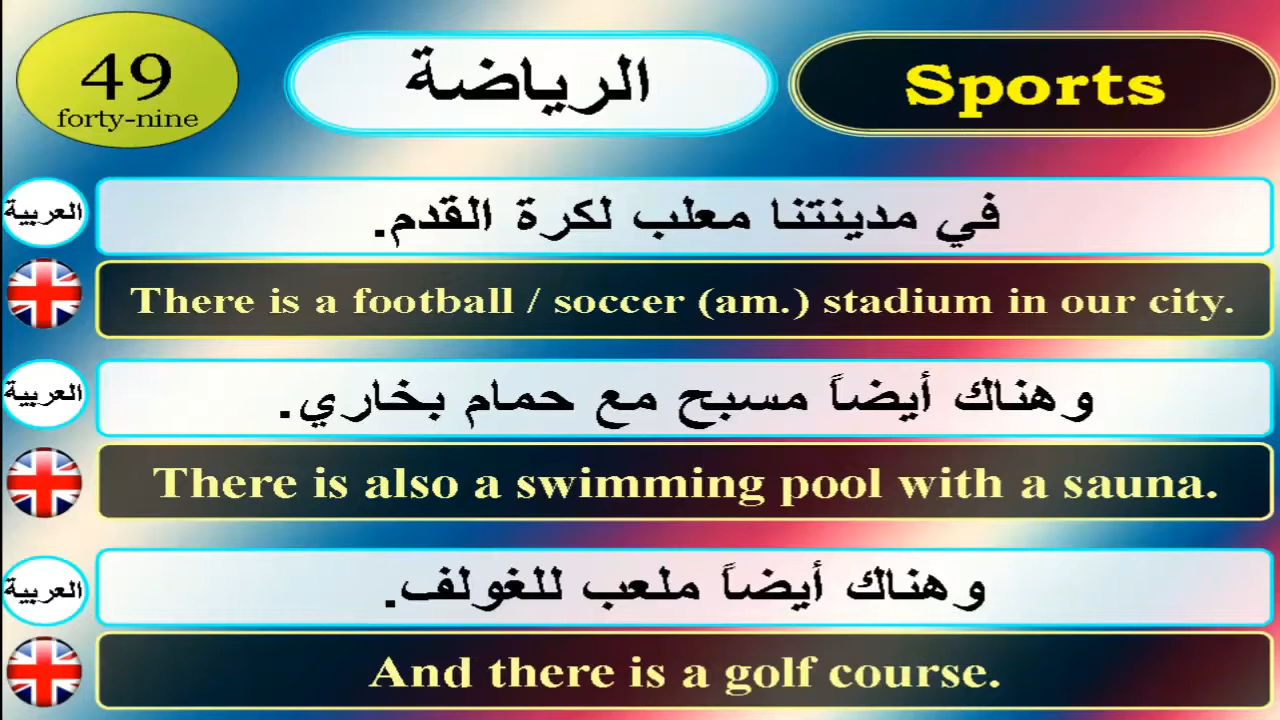 49
forty-nine
الرياضة
Sports
العربية
في مدينتنا معلب لكرة القدم.
There is a football / soccer (am.) stadium in our city.
العربية
وهناك أيضاً مسبح مع حمام بخاري.
There is also a swimming pool with a sauna.
العربية
وهناك أيضاً ملعب للغولف.
And there is a golf course.